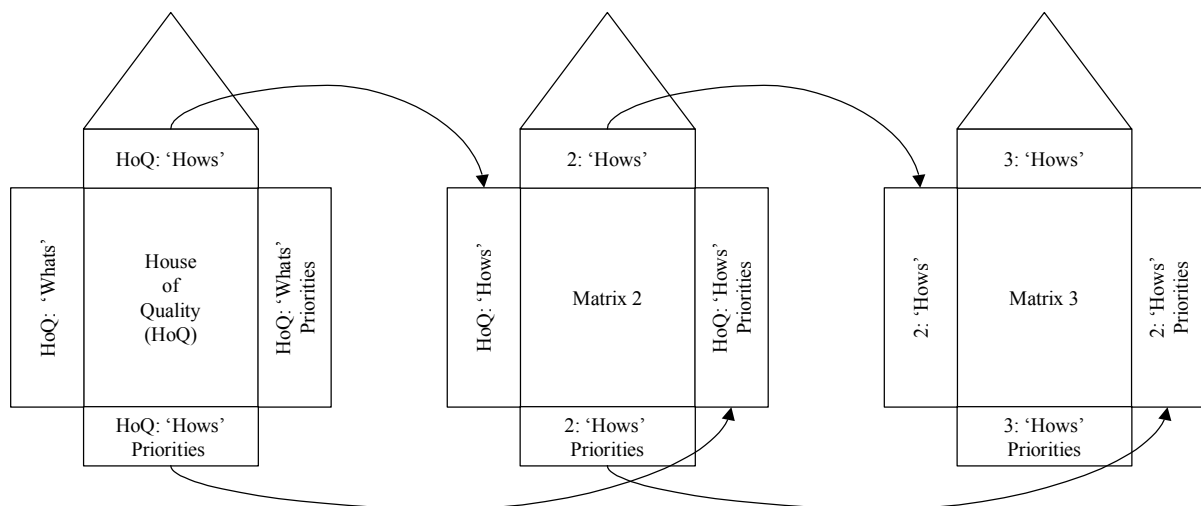 HoQ: ‘Hows’
HoQ: ‘Whats’
House
of
Quality
(HoQ)
HoQ: ‘Whats’
Priorities
HoQ: ‘Hows’
Priorities
2: ‘Hows’
HoQ: ‘Hows’
Matrix 2
HoQ: ‘Hows’
Priorities
2: ‘Hows’
Priorities
3: ‘Hows’
2: ‘Hows’
Matrix 3
2: ‘Hows’
Priorities
3: ‘Hows’
Priorities